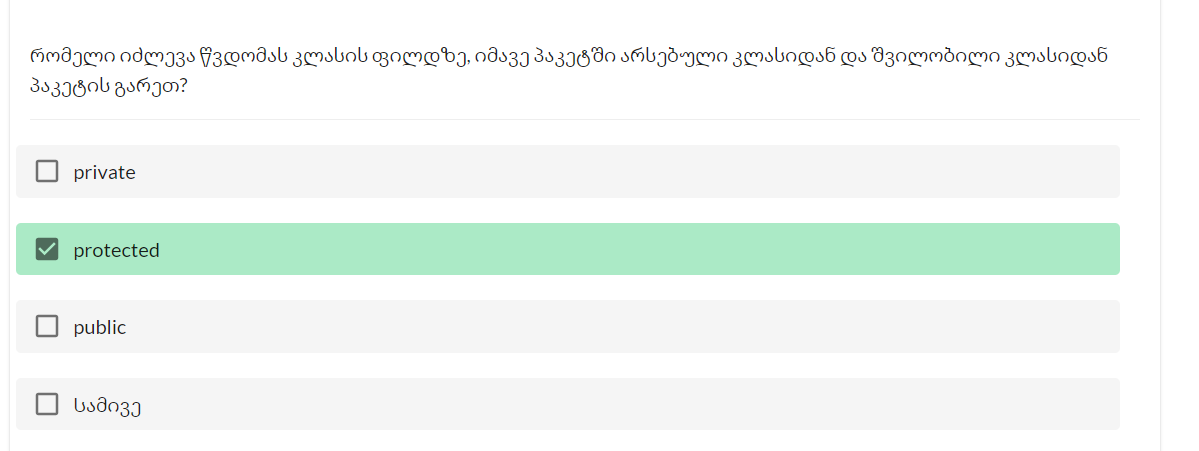 რომელი იძლევა წვდომას კლასის ფილდზე, იმავე პაკეტში არსებული კლასიდან და შვილობილი კლასიდან
პაკეტის გარეთ?
private
protected
public
სამივე